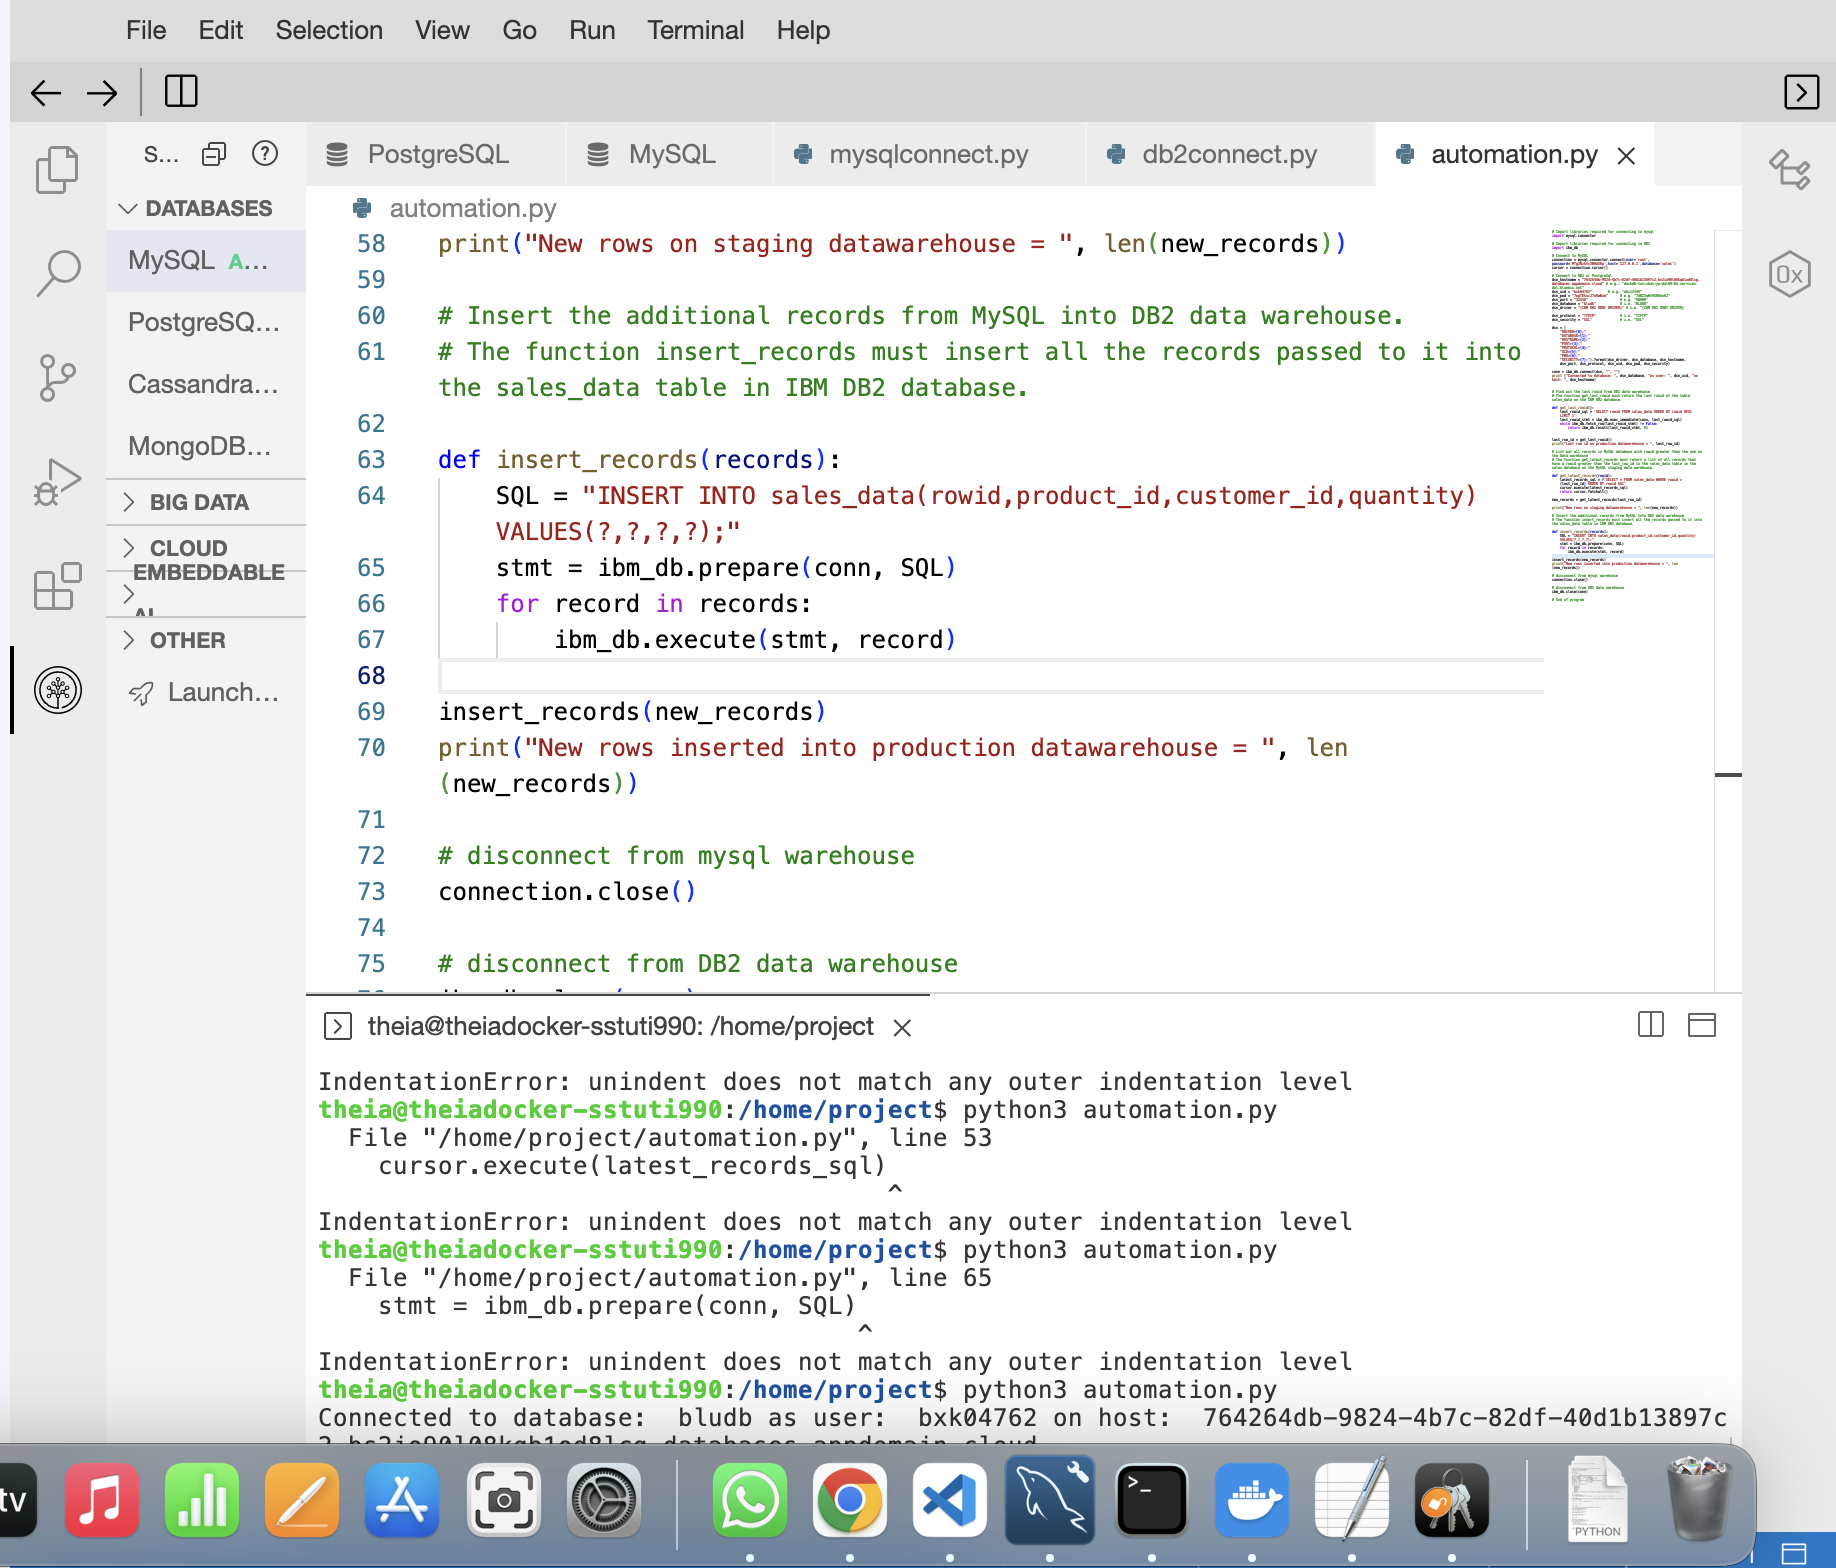 File Edit Selection View Go Run Terminal Help
S... ?
PostgreSQL MySQL mysqlconnect.py db2connect.py automation.py
DATABASES
MySQL A...
PostgreSQ...
Cassandra...
MongoDB...
BIG DATA
CLOUD
EMBEDDABLE
AI
OTHER
Launch...
automation.py
58 print("New rows on staging datawarehouse = ", len(new_records))
59
60 # Insert the additional records from MySQL into DB2 data warehouse.
61 # The function insert_records must insert all the records passed to it into
the sales_data table in IBM DB2 database.
62
63 def insert_records(records):
64 SQL = "INSERT INTO sales_data(rowid,product_id,customer_id,quantity)
VALUES(?,?,?,?);"
65 stmt = ibm_db.prepare(conn, SQL)
66 for record in records:
67 ibm_db.execute(stmt, record)
68
69 insert_records(new_records)
70 print("New rows inserted into production datawarehouse = ", len
(new_records))
71
72 # disconnect from mysql warehouse
73 connection.close()
74
75 # disconnect from DB2 data warehouse
0x
theia@theiadocker-sstuti990: /home/project
IndentationError: unindent does not match any outer indentation level
theia@theiadocker-sstuti990:/home/project$ python3 automation.py
File "/home/project/automation.py", line 53
cursor.execute(latest_records_sql)
^
IndentationError: unindent does not match any outer indentation level
theia@theiadocker-sstuti990:/home/project$ python3 automation.py
File "/home/project/automation.py", line 65
stmt = ibm_db.prepare(conn, SQL)
^
IndentationError: unindent does not match any outer indentation level
theia@theiadocker-sstuti990:/home/project$ python3 automation.py
Connected to database: bludb as user: bxk04762 on host: 764264db-9824-4b7c-82df-40d1b13897c
tv
>_
PYTHON